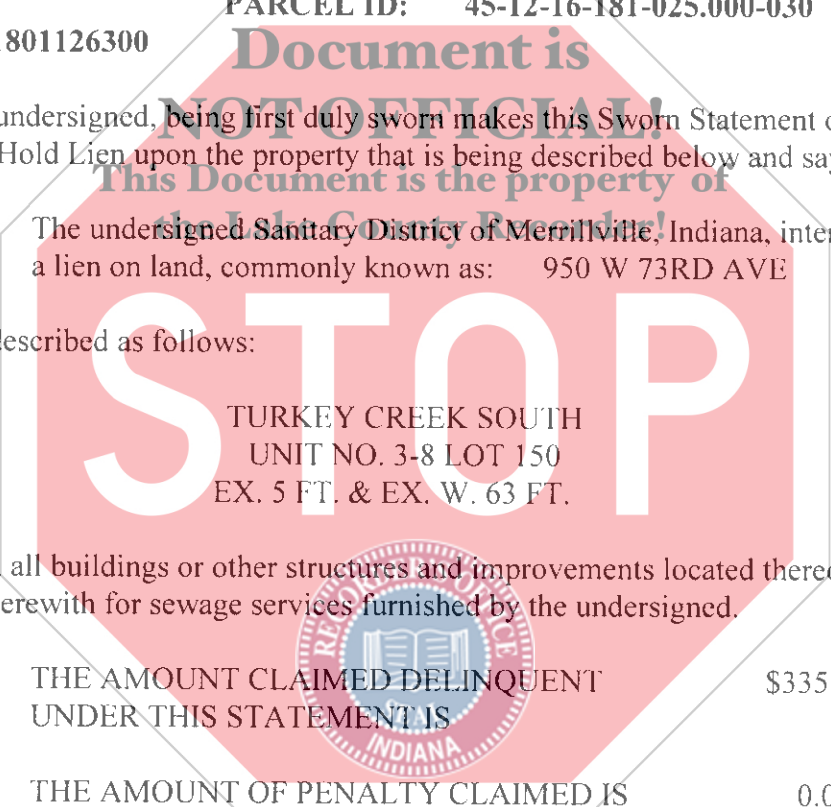 PARCEL ID: 45-12-16-181-025.000-030
1801126300
Document is
NOT OFFICIAL!
undersigned, being first duly sworn makes this Sworn Statement
Hold Lien upon the property that is being described below and
This Document is the property of
the Lake County Recorder!
The undersigned Sanitary District of Merrillville, Indiana,
a lien on land, commonly known as: 950 W 73RD AVE
described as follows:
STOP
TURKEY CREEK SOUTH
UNIT NO. 3-8 LOT 150
EX. 5 FT. & EX. W. 63 FT.
all buildings or other structures and improvements located
for sewage services furnished by the undersigned.
THE AMOUNT CLAIMED DELINQUENT $335
UNDER THIS STATEMENT IS
SEAL
INDIANA
THE AMOUNT OF PENALTY CLAIMED IS